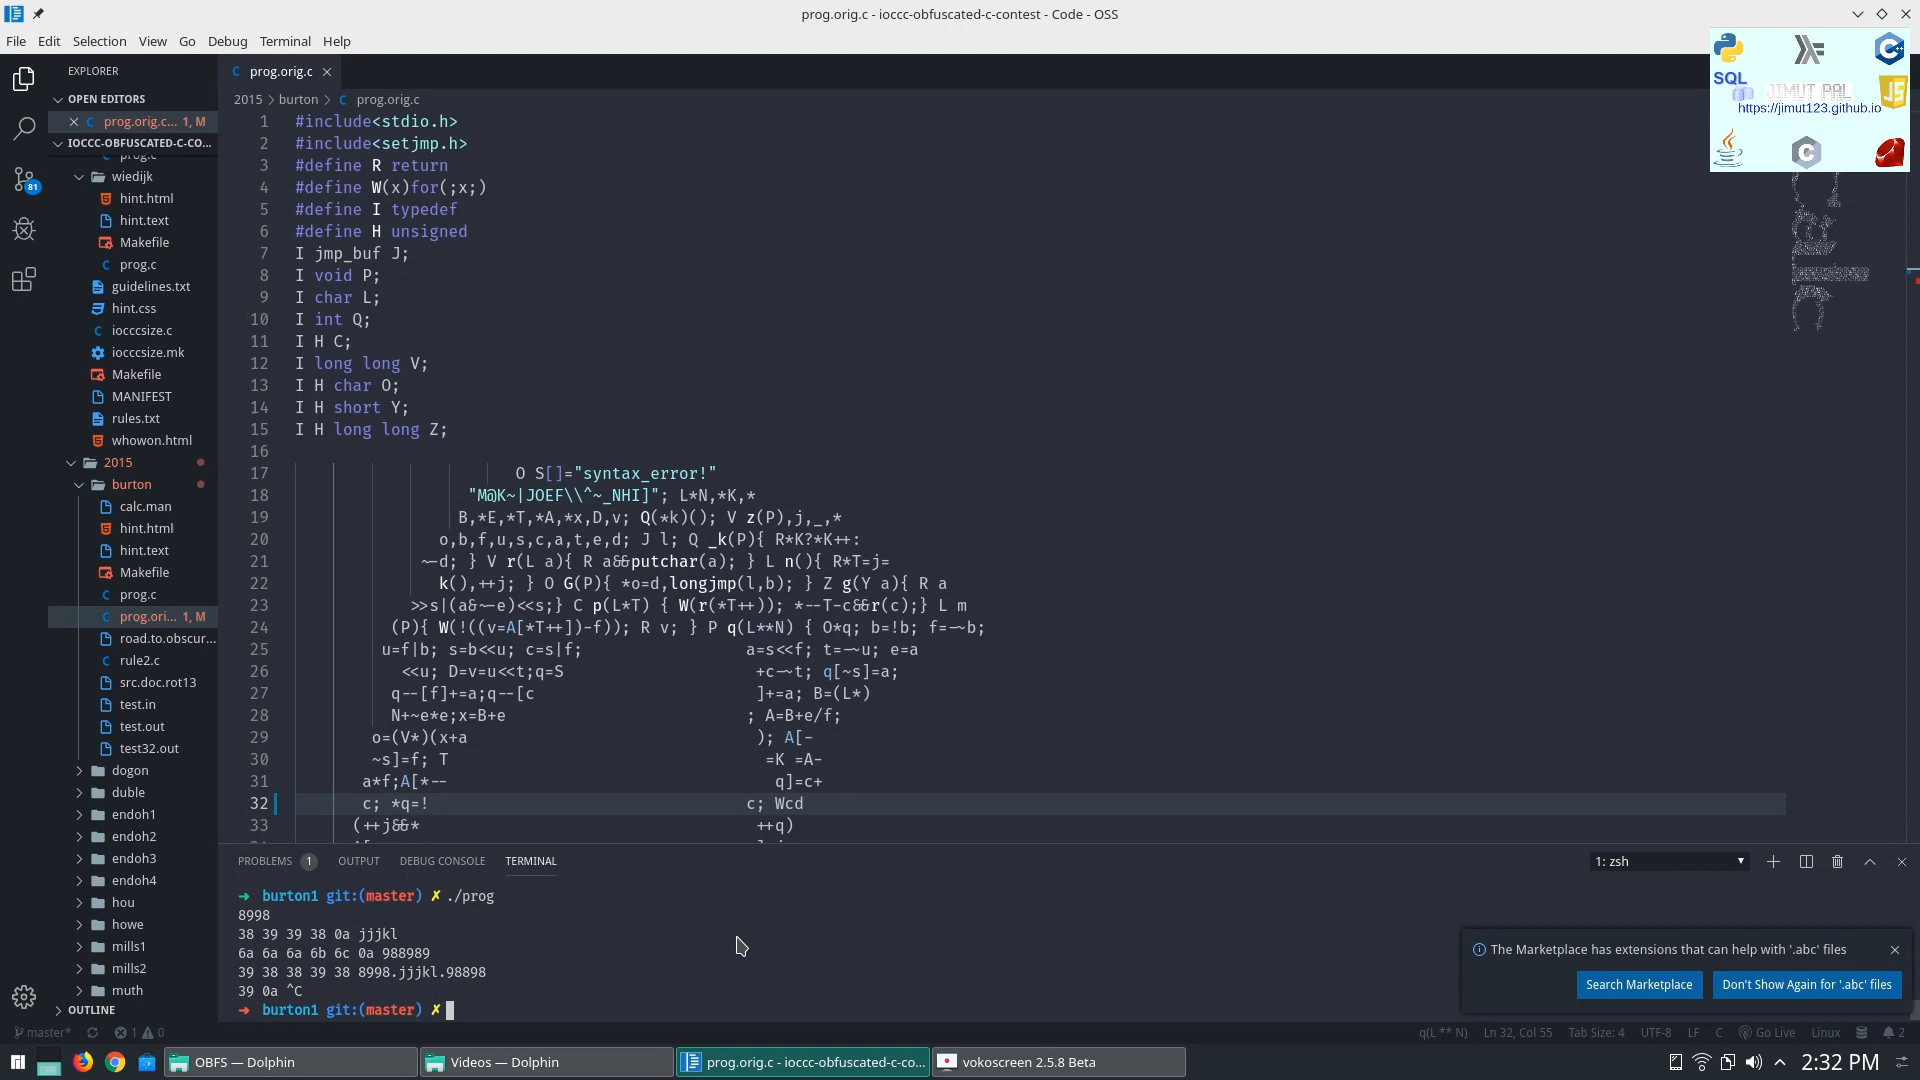 prog.orig.c - ioccc-obfuscated-c-contest - Code - OSS
File Edit Selection View Go Debug Terminal Help
SQL
JS
JIMUT PAL
https://jimut123.github.io
EXPLORER
OPEN EDITORS
prog.orig.c... 1, M
IOCCC-OBFUSCATED-C-CO...
prog.c
wiedijk
hint.html
hint.text
Makefile
prog.c
guidelines.txt
hint.css
iocccsize.c
iocccsize.mk
Makefile
MANIFEST
rules.txt
whowon.html
2015
burton
calc.man
hint.html
hint.text
Makefile
prog.c
prog.ori... 1, M
road.to.obscur...
rule2.c
src.doc.rot13
test.in
test.out
test32.out
dogon
duble
endoh1
endoh2
endoh3
endoh4
hou
howe
mills1
mills2
muth
OUTLINE
81
prog.orig.c
2015 > burton > C prog.orig.c
1 #include<stdio.h>
2 #include<setjmp.h>
3 #define R return
4 #define W(x)for(;x;)
5 #define I typedef
6 #define H unsigned
7 I jmp_buf J;
8 I void P;
9 I char L;
10 I int Q;
11 I H C;
12 I long long V;
13 I H char O;
14 I H short Y;
15 I H long long Z;
16
17 O S[]="syntax_error!"
18 "M@K~|JOEF\\^~_NHI]"; L*N,*K,*
19 B,*E,*T,*A,*x,D,v; Q(*k)(); V z(P),j,_,*
20 o,b,f,u,s,c,a,t,e,d; J l; Q _k(P){ R*K?*K++:
21 ~-d; } V r(L a){ R a&&putchar(a); } L n(){ R*T=j=
22 k(),++j; } O G(P){ *o=d,longjmp(l,b); } Z g(Y a){ R a
23 >>s|(a&~-e)<<s;} C p(L*T) { W(r(*T++)); *--T-c&&r(c);} L m
24 (P){ W(!((v=A[*T++])-f)); R v; } P q(L**N) { O*q; b=!b; f=~-b;
25 u=f|b; s=b<<u; c=s|f; a=s<<f; t=~-u; e=a
26 <<u; D=v=u<<t;q=S +c-~t; q[~s]=a;
27 q--[f]+=a;q--[c ]+=a; B=(L*)
28 N+~e*e;x=B+e ; A=B+e/f;
29 o=(V*)(x+a ); A[-
30 ~s]=f; T =K =A-
31 a*f;A[*-- q]=c+
32 c; *q=! c; Wcd
33 (++j&&* ++q)
PROBLEMS 1 OUTPUT DEBUG CONSOLE TERMINAL
1: zsh
➜ burton1 git:(master) ✗ ./prog
8998
38 39 39 38 0a jjjkl
6a 6a 6a 6b 6c 0a 988989
39 38 38 39 38 8998.jjjkl.98898
39 0a ^C
➜ burton1 git:(master) ✗
The Marketplace has extensions that can help with '.abc' files
Search Marketplace
Don't Show Again for '.abc' files
master* 1 0
q(L ** N) Ln 32, Col 55 Tab Size: 4 UTF-8 LF C Go Live Linux 2
OBFS — Dolphin
Videos — Dolphin
prog.orig.c - ioccc-obfuscated-c-co...
vokoscreen 2.5.8 Beta
2:32 PM